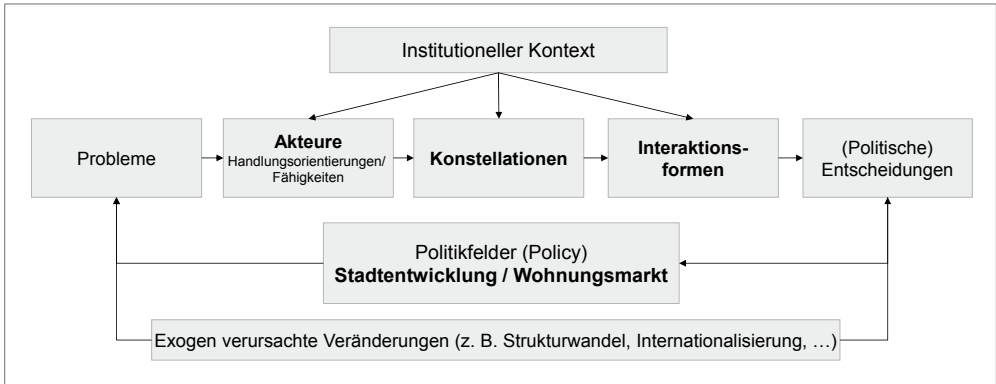 Institutioneller Kontext
Probleme
Akteure
Handlungsorientierungen/
Fähigkeiten
Konstellationen
Interaktions-
formen
(Politische)
Entscheidungen
Politikfelder (Policy)
Stadtentwicklung / Wohnungsmarkt
Exogen verursachte Veränderungen (z. B. Strukturwandel, Internationalisierung, …)